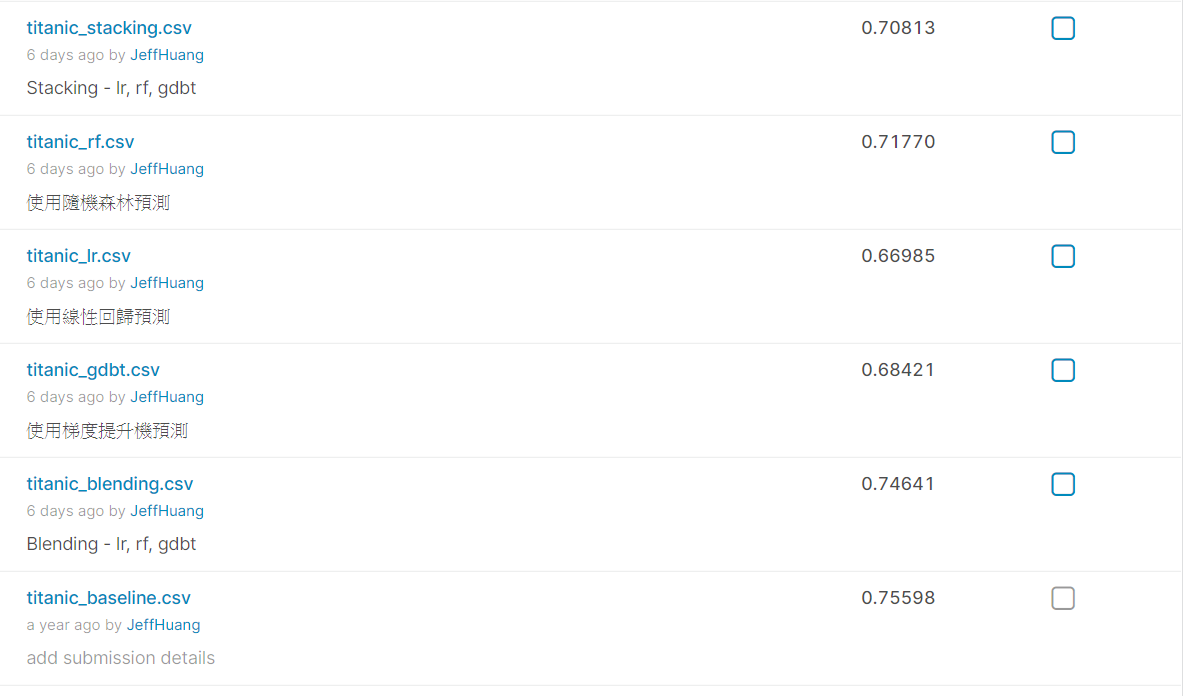 titanic_stacking.csv 0.70813
6 days ago by JeffHuang
Stacking - lr, rf, gdbt
titanic_rf.csv 0.71770
6 days ago by JeffHuang
使用隨機森林預測
titanic_lr.csv 0.66985
6 days ago by JeffHuang
使用線性回歸預測
titanic_gdbt.csv 0.68421
6 days ago by JeffHuang
使用梯度提升機預測
titanic_blending.csv 0.74641
6 days ago by JeffHuang
Blending - lr, rf, gdbt
titanic_baseline.csv 0.75598
a year ago by JeffHuang
add submission details